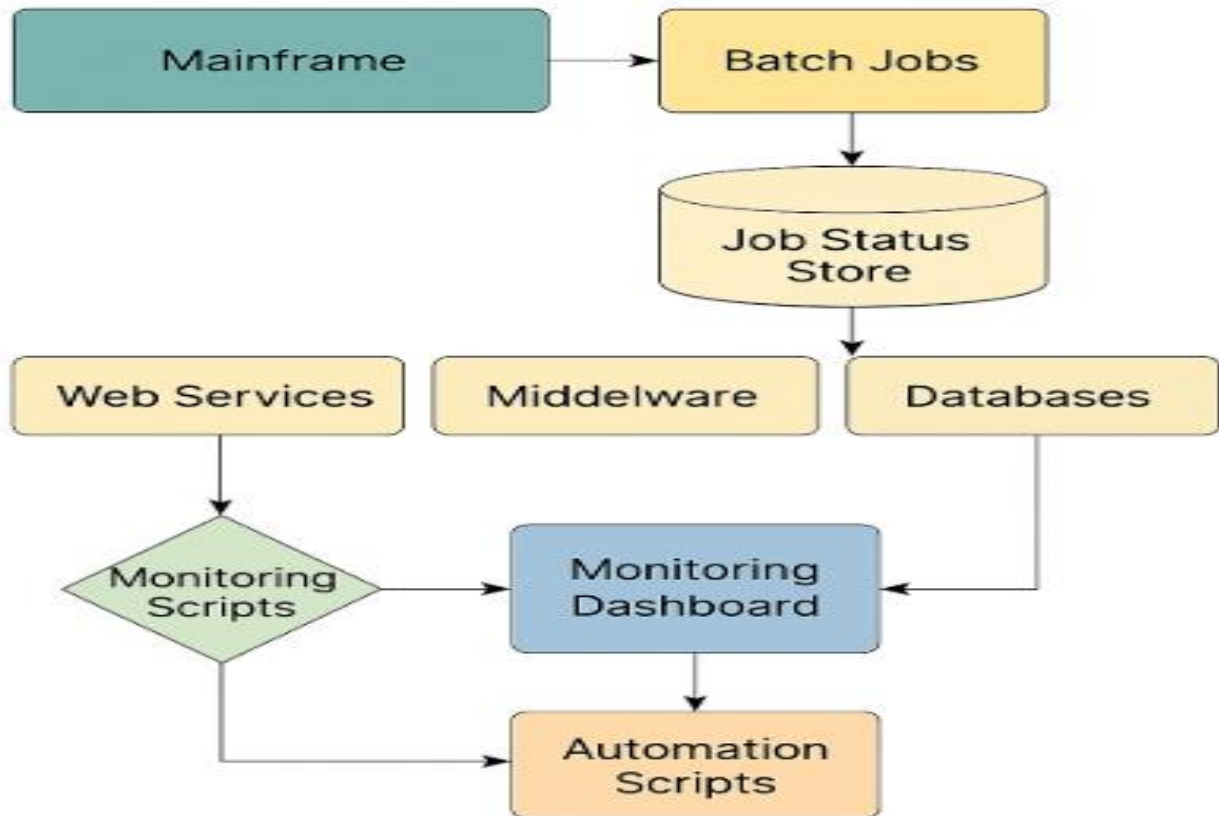 Mainframe
Batch Jobs
Job Status
Store
Web Services
Middelware
Databases
Monitoring
Scripts
Monitoring
Dashboard
Automation
Scripts